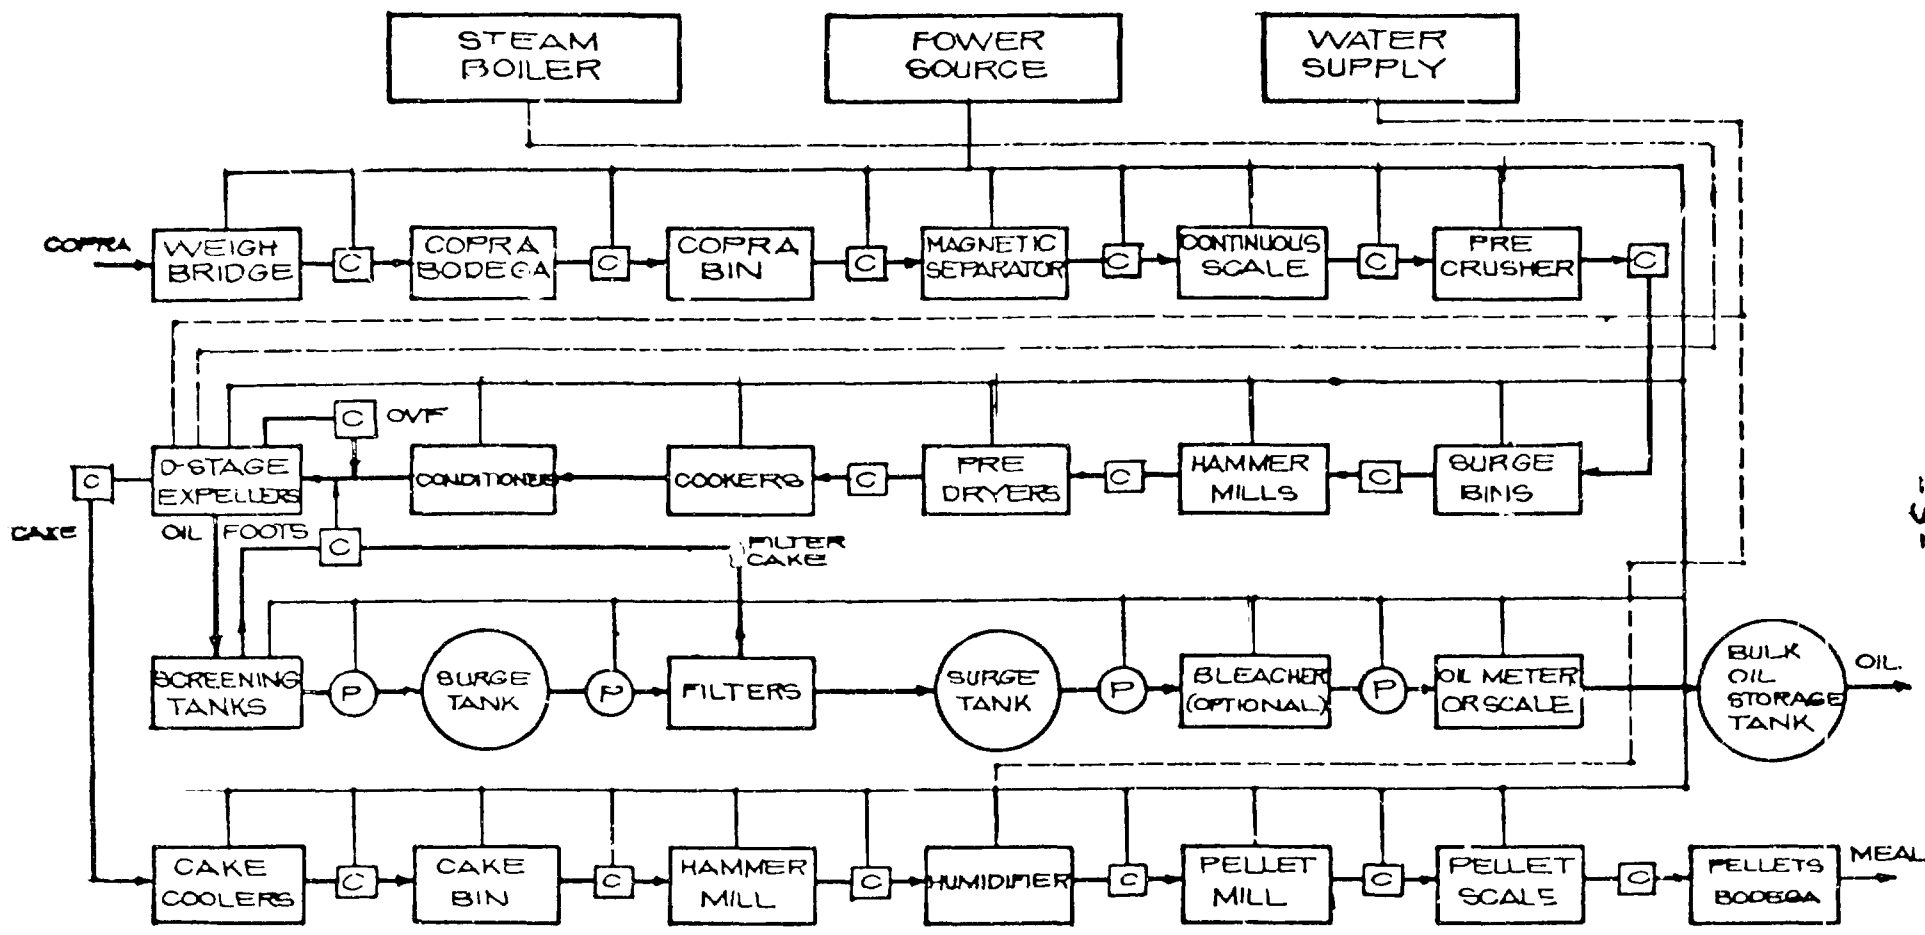 STEAM
BOILER
FOWER
SOURCE
WATER
SUPPLY
COPRA
WEIGH
BRIDGE
C
COPRA
BODEGA
C
COPRA
BIN
C
MAGNETIC
SEPARATOR
C
CONTINUOUS
SCALE
C
PRE
CRUSHER
C
C
OVF
C
D-STAGE
EXPELLERS
CONDITIONER
COOKERS
C
PRE
DRYERS
C
HAMMER
MILLS
C
SURGE
BINS
CAKE
OIL
FOOTS
C
FILTER
CAKE
SCREENING
TANKS
P
SURGE
TANK
P
FILTERS
SURGE
TANK
P
BLEACHER
(OPTIONAL)
P
OIL METER
OR SCALE
BULK
OIL
STORAGE
TANK
OIL.
CAKE
COOLERS
C
CAKE
BIN
C
HAMMER
MILL
C
HUMIDIFIER
C
PELLET
MILL
C
PELLET
SCALE
C
PELLETS
BODEGA
MEAL